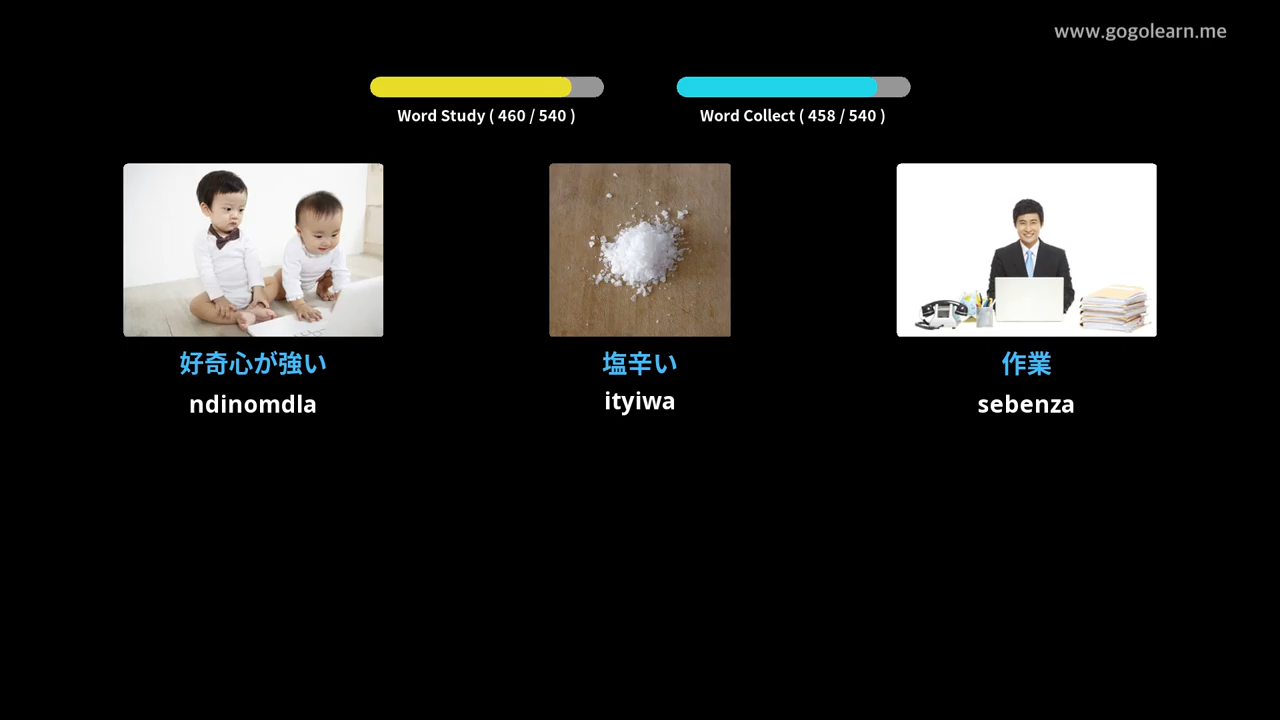 www.gogolearn.me
Word Study ( 460 / 540 )
Word Collect ( 458 / 540 )
好奇心が強い
ndinomdla
塩辛い
ityiwa
作業
sebenza